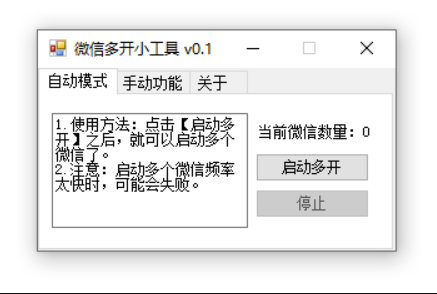 微信多开小工具 v0.1
自动模式 手动功能 关于
1.使用方法：点击【启动多
开】之后，就可以启动多个
微信了。
2.注意：启动多个微信频率
太快时，可能会失败。
当前微信数量：0
启动多开
停止